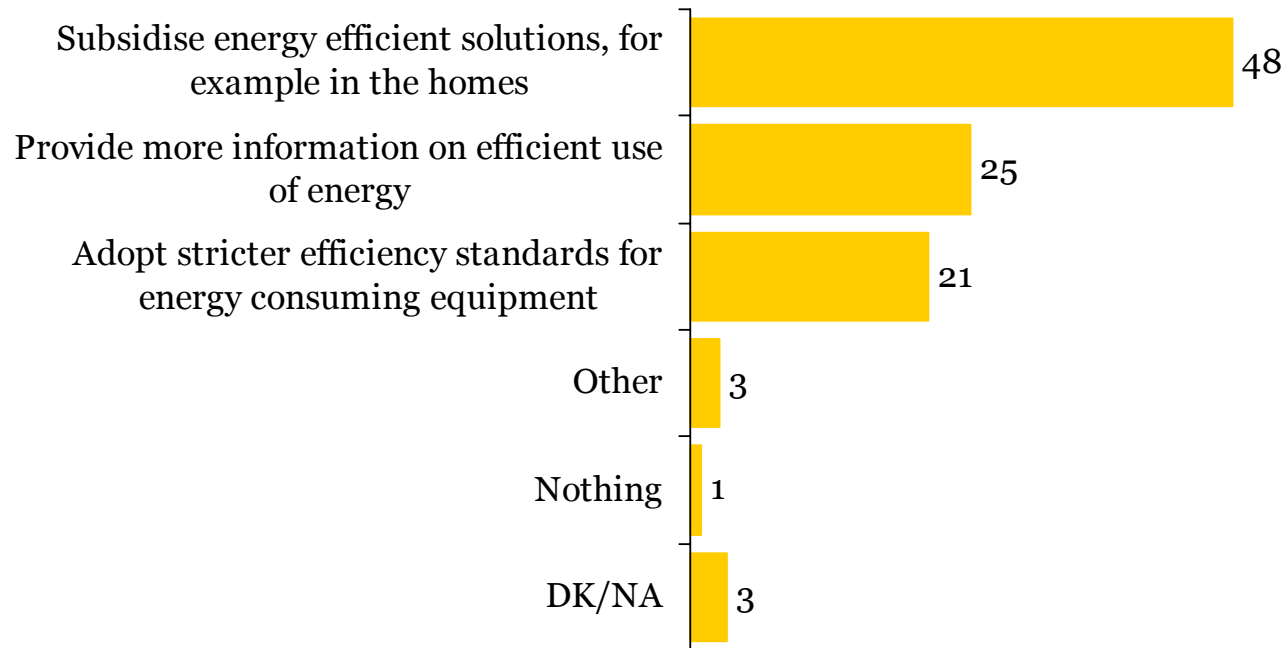 Subsidise energy efficient solutions, for
example in the homes
48
Provide more information on efficient use
of energy
25
Adopt stricter efficiency standards for
energy consuming equipment
21
Other
3
Nothing
1
DK/NA
3